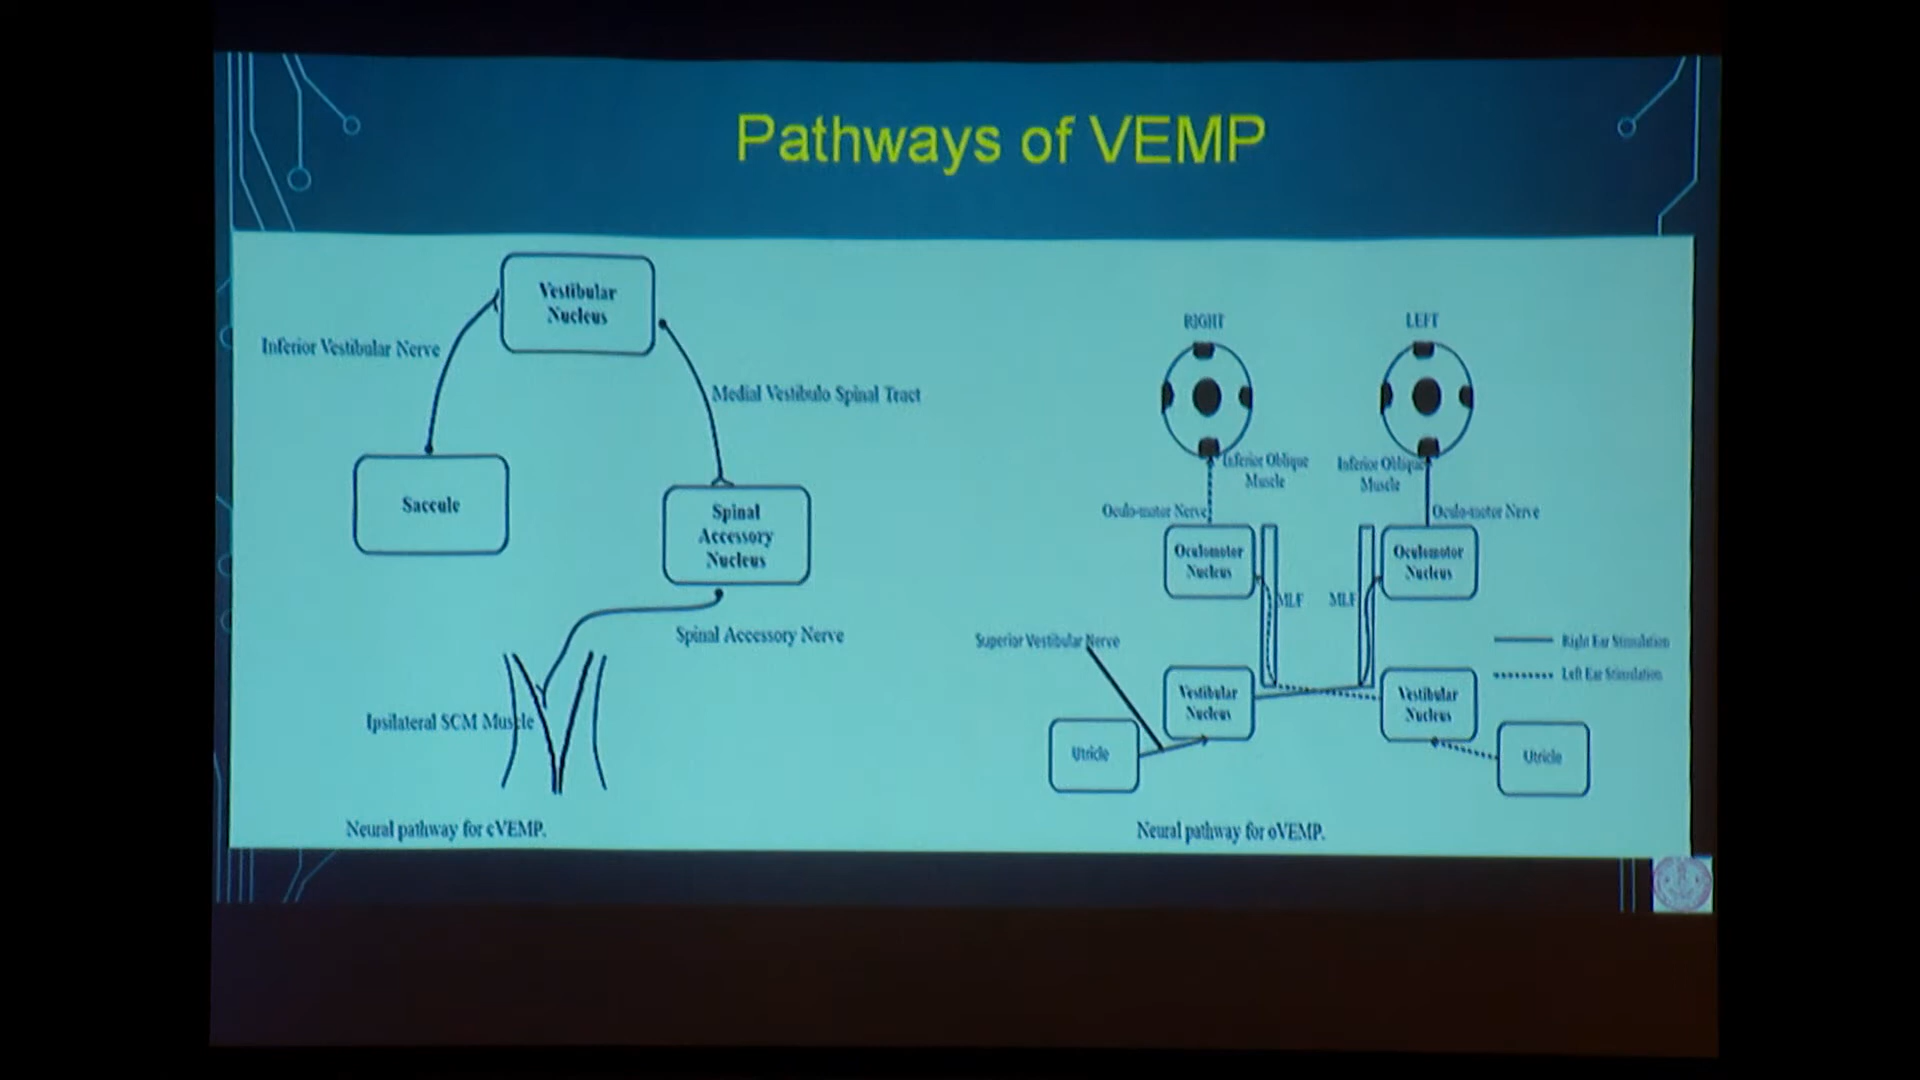 Pathways of VEMP
Vestibular
Nucleus
Inferior Vestibular Nerve
Medial Vestibulo Spinal Tract
Saccule
Spinal
Accessory
Nucleus
Spinal Accessory Nerve
Ipsilateral SCM Muscle
Neural pathway for cVEMP.
RIGHT
LEFT
Inferior Oblique
Muscle
Inferior Oblique
Muscle
Oculo-motor Nerve
Oculo-motor Nerve
Oculomotor
Nucleus
Oculomotor
Nucleus
MLF
MLF
Superior Vestibular Nerve
Right Ear Stimulation
Left Ear Stimulation
Vestibular
Nucleus
Vestibular
Nucleus
Utricle
Utricle
Neural pathway for oVEMP.